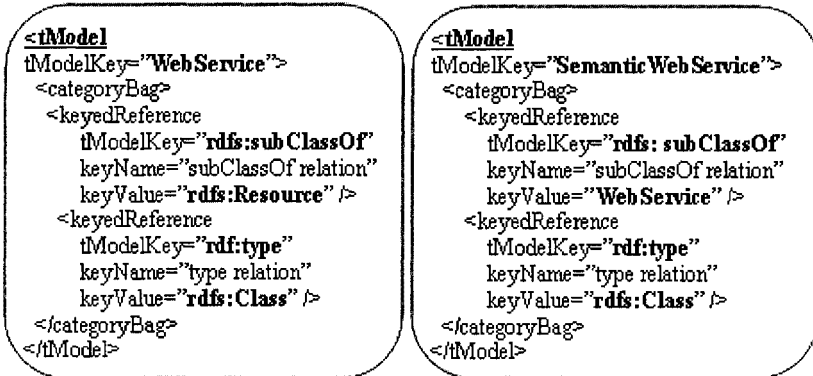 <tModel
tModelKey="WebService">
<categoryBag>
<keyedReference
tModelKey="rdfs:subClassOf"
keyName="subClassOf relation"
keyValue="rdfs:Resource" />
<keyedReference
tModelKey="rdf:type"
keyName="type relation"
keyValue="rdfs:Class" />
</categoryBag>
</tModel>
<tModel
tModelKey="SemanticWebService">
<categoryBag>
<keyedReference
tModelKey="rdfs: subClassOf"
keyName="subClassOf relation"
keyValue="WebService" />
<keyedReference
tModelKey="rdf:type"
keyName="type relation"
keyValue="rdfs:Class" />
</categoryBag>
</tModel>